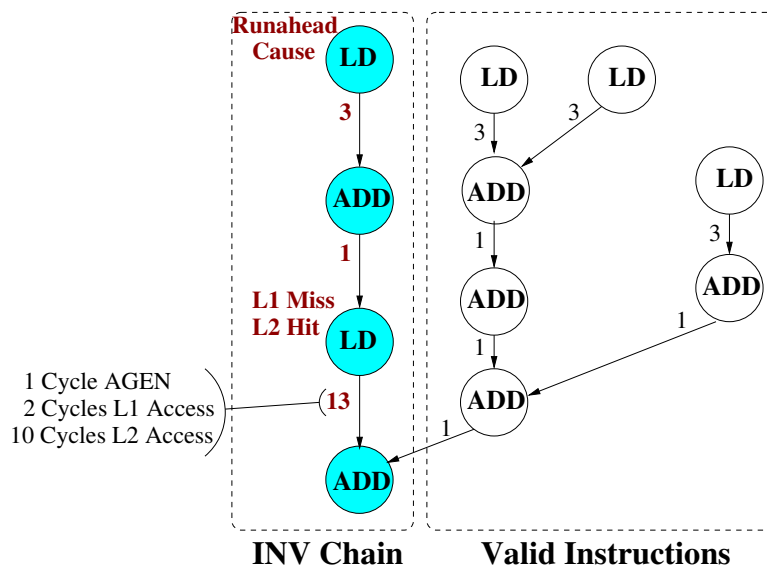 Runahead
Cause
LD
LD
LD
3
3
3
ADD
ADD
LD
1
1
3
L1 Miss
L2 Hit
LD
ADD
ADD
1
1
1 Cycle AGEN
2 Cycles L1 Access
10 Cycles L2 Access
13
ADD
1
ADD
INV Chain
Valid Instructions